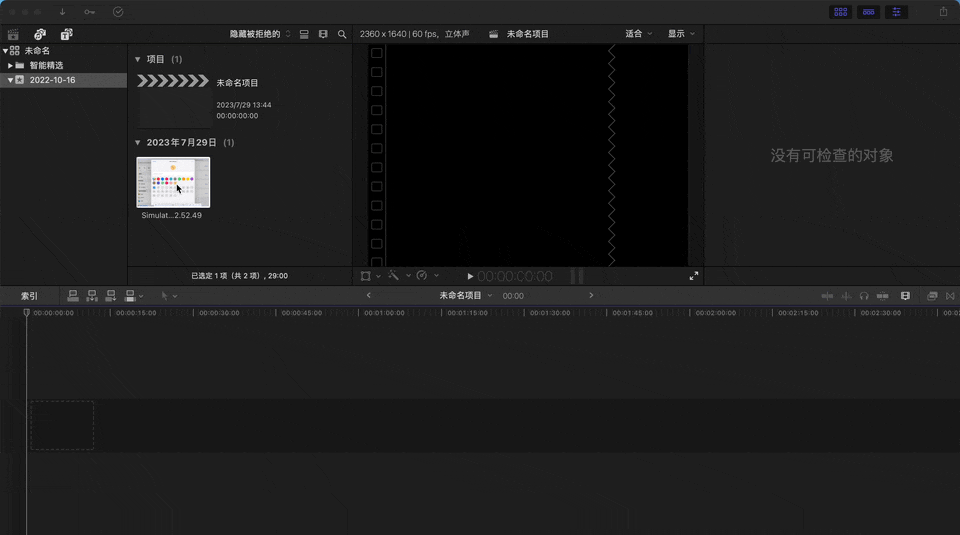 隐藏被拒绝的
2360 x 1640 | 60 fps, 立体声
未命名项目
适合
显示
未命名
智能精选
2022-10-16
项目 (1)
未命名项目
2023/7/29 13:44
00:00:00:00
2023年7月29日 (1)
Simulat...2.52.49
没有可检查的对象
已选定 1 项（共 2 项）, 29:00
00:00:00:00
索引
未命名项目
00:00
00:00:00:00
00:00:15:00
00:00:30:00
00:00:45:00
00:01:00:00
00:01:15:00
00:01:30:00
00:01:45:00
00:02:00:00
00:02:15:00
00:02:30:00